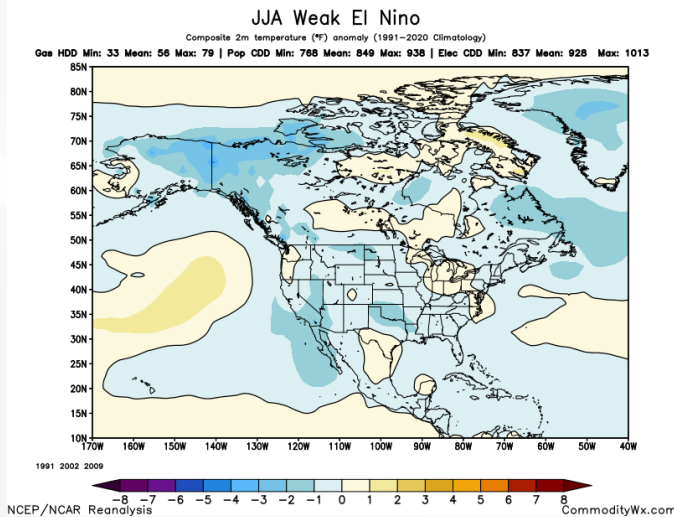 JJA Weak El Nino
Composite 2m temperature (°F) anomaly (1991-2020 Climatology)
Gas HDD Min: 33 Mean: 56 Max: 79 | Pop CDD Min: 768 Mean: 849 Max: 938 | Elec CDD Min: 837 Mean: 928 Max: 1013
85N
80N
75N
70N
65N
60N
55N
50N
45N
40N
35N
30N
25N
20N
15N
10N
170W 160W 150W 140W 130W 120W 110W 100W 90W 80W 70W 60W 50W 40W
1991 2002 2009
-8 -7 -6 -5 -4 -3 -2 -1 0 1 2 3 4 5 6 7 8
NCEP/NCAR Reanalysis CommodityWx.com